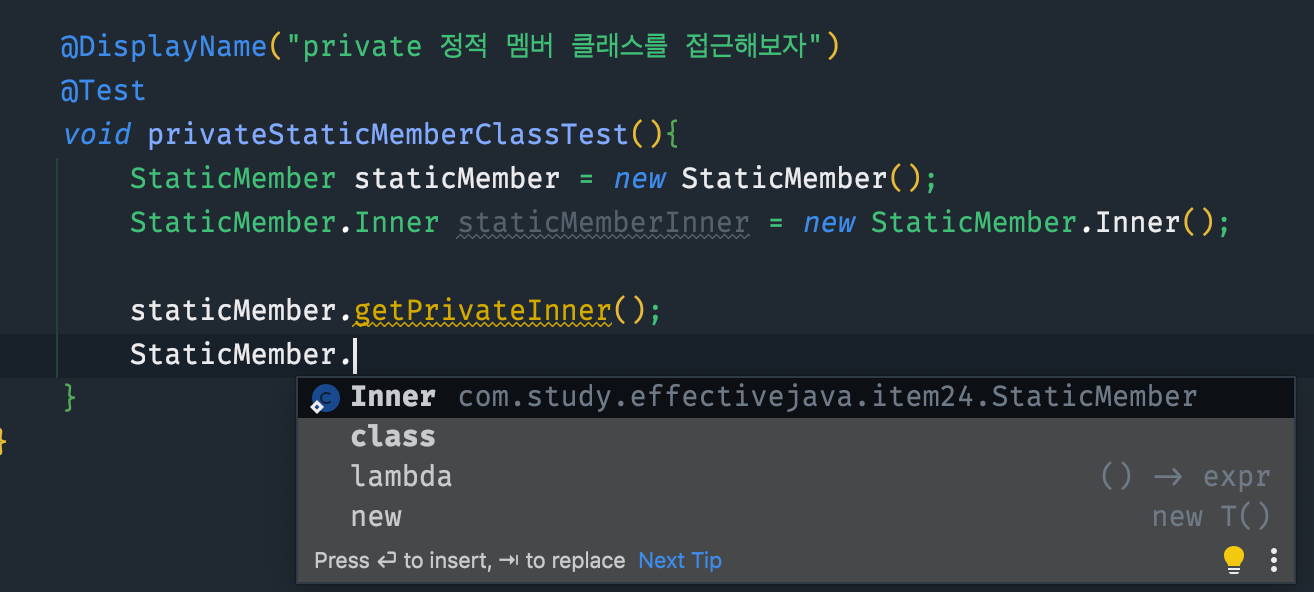 @DisplayName("private 정적 멤버 클래스를 접근해보자")
@Test
void privateStaticMemberClassTest(){
StaticMember staticMember = new StaticMember();
StaticMember.Inner staticMemberInner = new StaticMember.Inner();
staticMember.getPrivateInner();
StaticMember.
}
}
Inner com.study.effectivejava.item24.StaticMember
class
lambda () → expr
new new T()
Press ↩ to insert, ⇥ to replace Next Tip